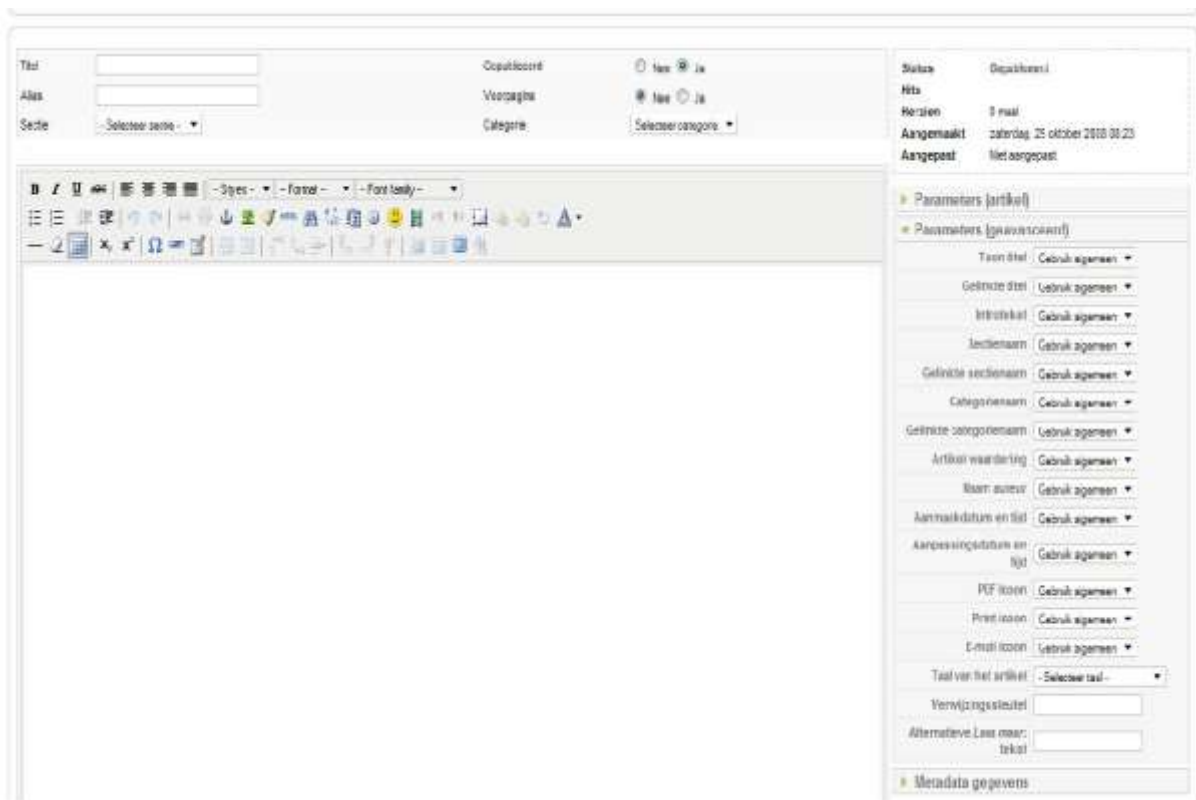 Titel
Alias
Sectie - Selecteer sectie -
Gepubliceerd Nee Ja
Voorpagina Nee Ja
Categorie Selecteer categorie
Status Gepubliceerd
Hits
Herzien 0 maal
Aangemaakt zaterdag, 25 oktober 2008 08:23
Aangepast Niet aangepast
B I U ABC - Styles - - Format - - Font family -
Parameters (artikel)
Parameters (geavanceerd)
Toon titel Gebruik algemeen
Gelinkte titel Gebruik algemeen
Introtekst Gebruik algemeen
Sectienaam Gebruik algemeen
Gelinkte sectienaam Gebruik algemeen
Categorienaam Gebruik algemeen
Gelinkte categorienaam Gebruik algemeen
Artikel waardering Gebruik algemeen
Naam auteur Gebruik algemeen
Aanmaakdatum en tijd Gebruik algemeen
Aanpassingsdatum en
tijd Gebruik algemeen
PDF icoon Gebruik algemeen
Print icoon Gebruik algemeen
E-mail icoon Gebruik algemeen
Taal van het artikel - Selecteer taal -
Verwijzingssleutel
Alternatieve Lees meer:
tekst
Metadata gegevens